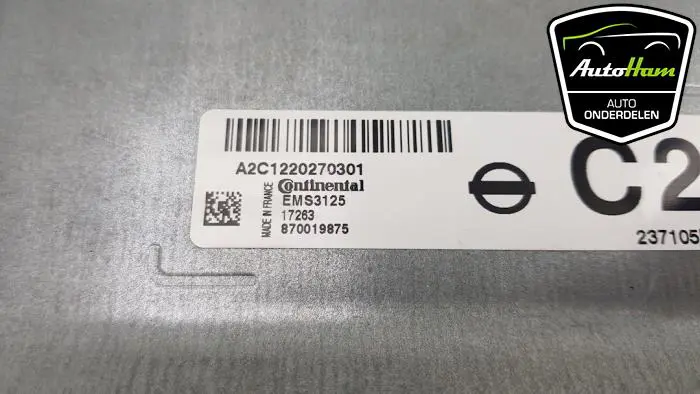 AutoHam
AUTO
ONDERDELEN
A2C1220270301
MADE IN FRANCE
Continental
EMS3125
17263
870019875
C2
237105